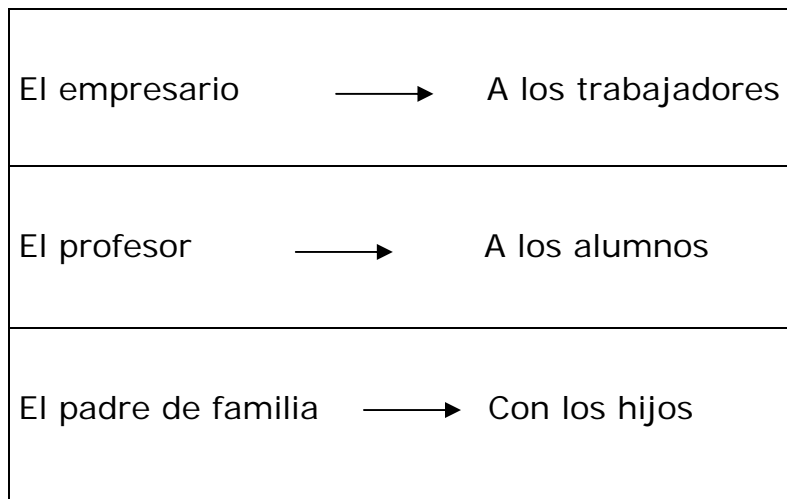 El empresario A los trabajadores
El profesor A los alumnos
El padre de familia Con los hijos